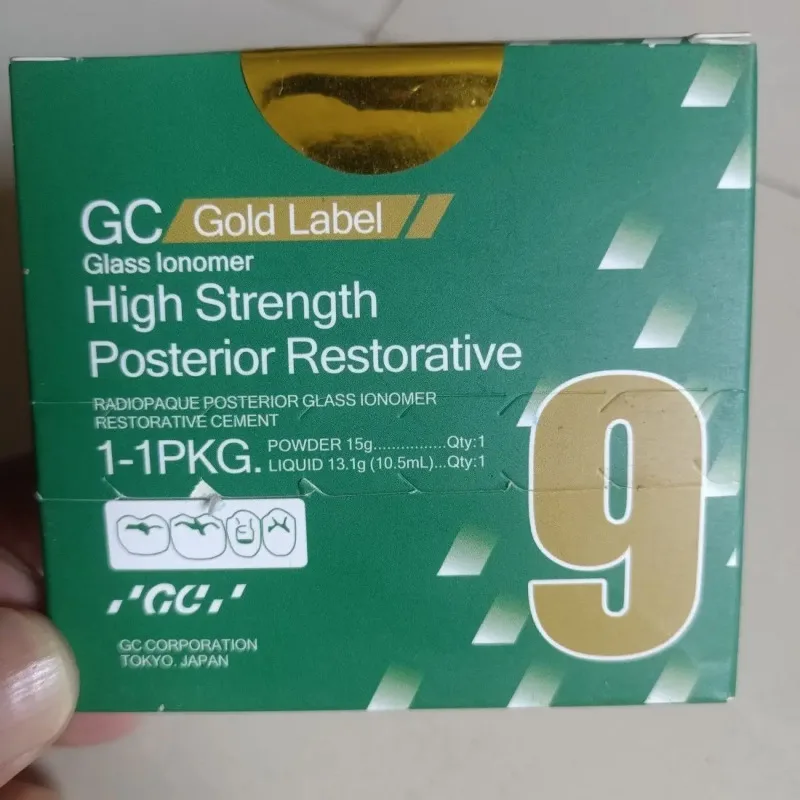 GC Gold Label
Glass Ionomer
High Strength
Posterior Restorative
RADIOPAQUE POSTERIOR GLASS IONOMER
RESTORATIVE CEMENT
1-1PKG. POWDER 15g................Qty:1
LIQUID 13.1g (10.5mL)...Qty:1
9
GC
GC CORPORATION
TOKYO. JAPAN